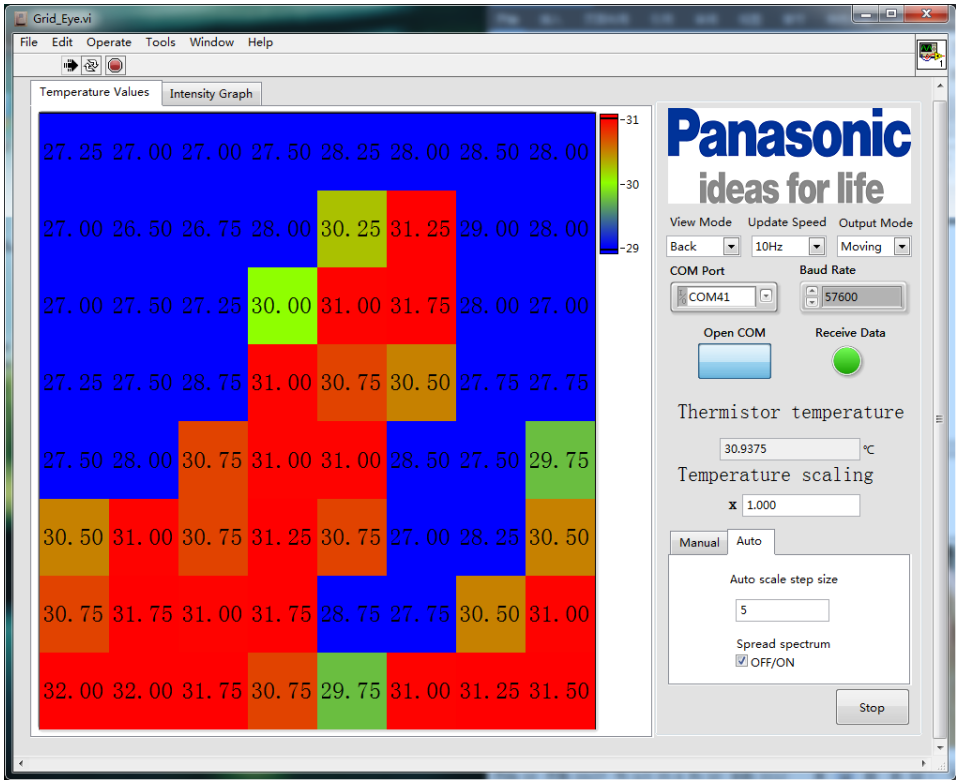 Grid_Eye.vi
File Edit Operate Tools Window Help
1
Temperature Values Intensity Graph
27.25 27.00 27.00 27.50 28.25 28.00 28.50 28.00
27.00 26.50 26.75 28.00 30.25 31.25 29.00 28.00
27.00 27.50 27.25 30.00 31.00 31.75 28.00 27.00
27.25 27.50 28.75 31.00 30.75 30.50 27.75 27.75
27.50 28.00 30.75 31.00 31.00 28.50 27.50 29.75
30.50 31.00 30.75 31.25 30.75 27.00 28.25 30.50
30.75 31.75 31.00 31.75 28.75 27.75 30.50 31.00
32.00 32.00 31.75 30.75 29.75 31.00 31.25 31.50
31
30
29
Panasonic
ideas for life
View Mode Update Speed Output Mode
Back 10Hz Moving
COM Port Baud Rate
COM41 57600
Open COM Receive Data
Thermistor temperature
30.9375 ℃
Temperature scaling
x 1.000
Manual Auto
Auto scale step size
5
Spread spectrum
OFF/ON
Stop